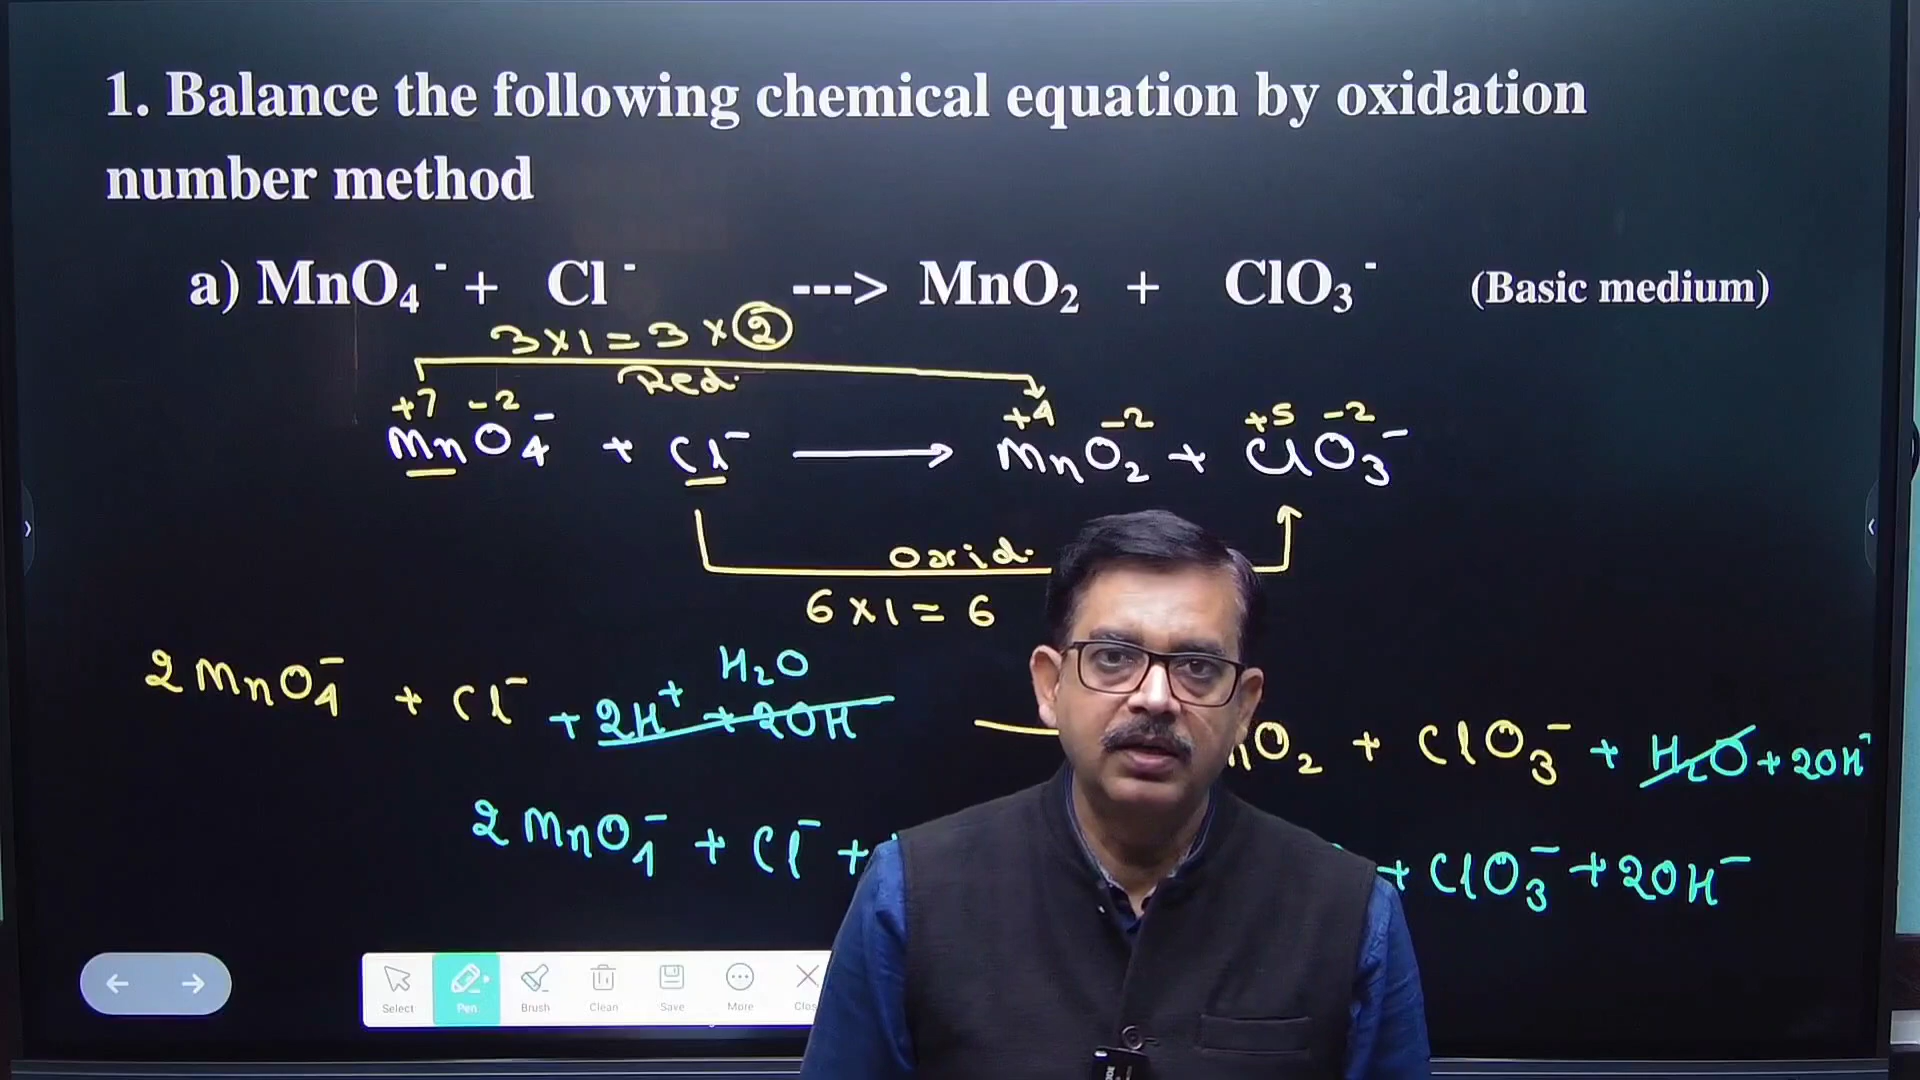 1. Balance the following chemical equation by oxidation
number method
a) MnO₄⁻ + Cl⁻ ---> MnO₂ + ClO₃⁻ (Basic medium)
3×1=3×2
Red.
+7 -2 +4 -2 +5 -2
MnO₄⁻ + Cl⁻ ⟶ MnO₂ + ClO₃⁻
Oxid.
6×1=6
H₂O
2MnO₄⁻ + Cl⁻ + 2H⁺ + 2OH nO₂ + ClO₃⁻ + H₂O + 2OH⁻
2MnO₄⁻ + Cl⁻ + + ClO₃⁻ + 2OH⁻
Select Pen Brush Clean Save More Clo